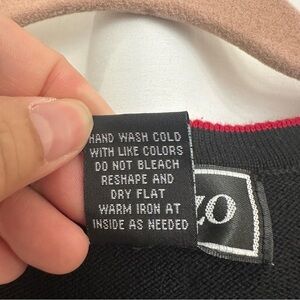 HAND WASH COLD
WITH LIKE COLORS
DO NOT BLEACH
RESHAPE AND
DRY FLAT
WARM IRON AT
INSIDE AS NEEDED